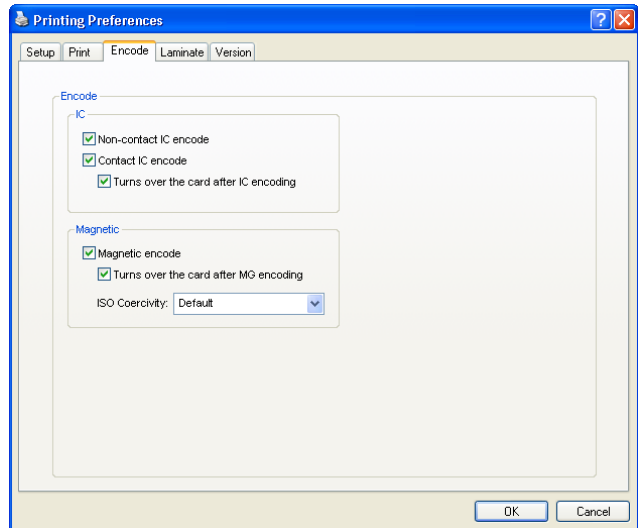 Printing Preferences
Setup Print Encode Laminate Version
Encode
IC
Non-contact IC encode
Contact IC encode
Turns over the card after IC encoding
Magnetic
Magnetic encode
Turns over the card after MG encoding
ISO Coercivity: Default
OK Cancel